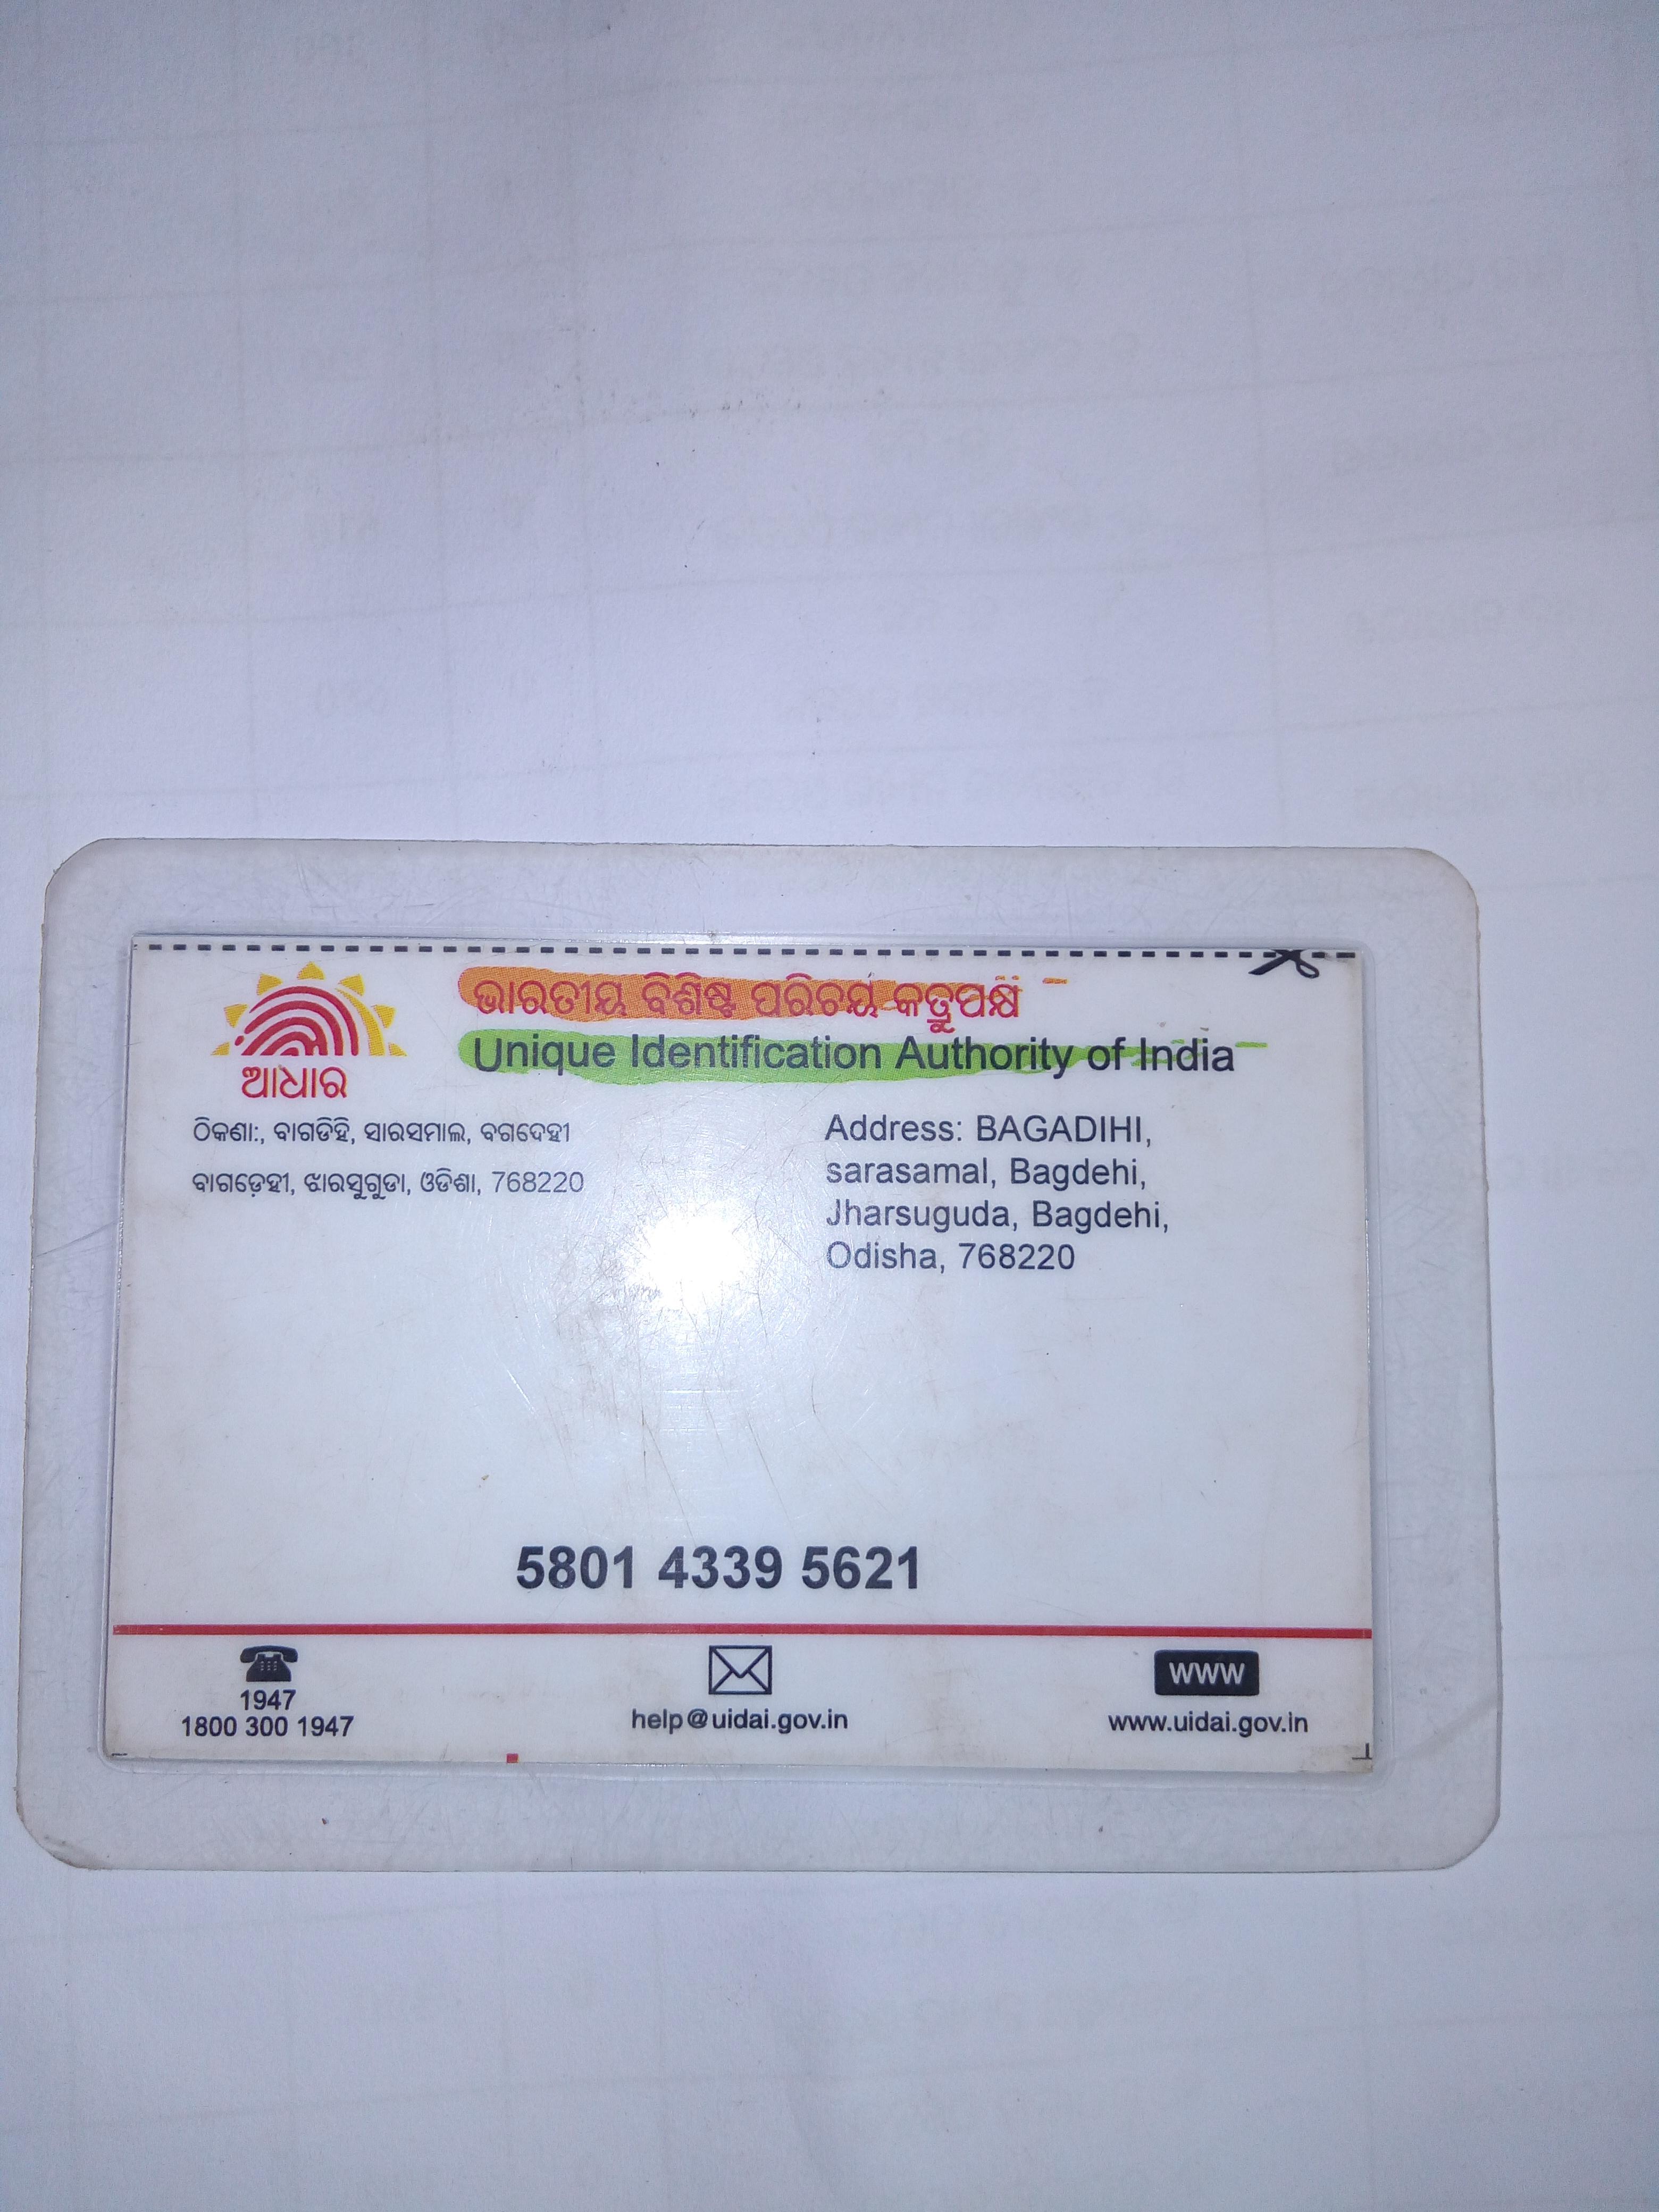 ଭାରତୀୟ ବିଶିଷ୍ଟ ପରିଚୟ କର୍ତ୍ତୃପକ୍ଷ
Unique Identification Authority of India
ଆଧାର
ଠିକଣା:, ବାଗଡିହି, ସାରସମାଲ, ବଗଦେହୀ
ବାଗଡ଼େହୀ, ଝାରସୁଗୁଡା, ଓଡିଶା, 768220
Address: BAGADIHI,
sarasamal, Bagdehi,
Jharsuguda, Bagdehi,
Odisha, 768220
5801 4339 5621
1947
1800 300 1947
help@uidai.gov.in
WWW
www.uidai.gov.in